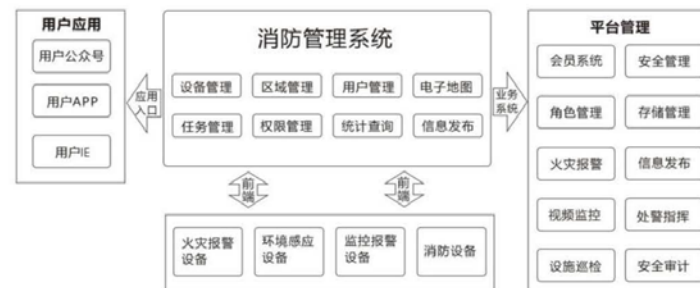 用户应用
用户公众号
用户APP
用户IE
应用
入口
消防管理系统
设备管理
区域管理
用户管理
电子地图
任务管理
权限管理
统计查询
信息发布
业务
系统
前
端
前
端
火灾报警
设备
环境感应
设备
监控报警
设备
消防设备
平台管理
会员系统
安全管理
角色管理
存储管理
火灾报警
信息发布
视频监控
处警指挥
设施巡检
安全审计